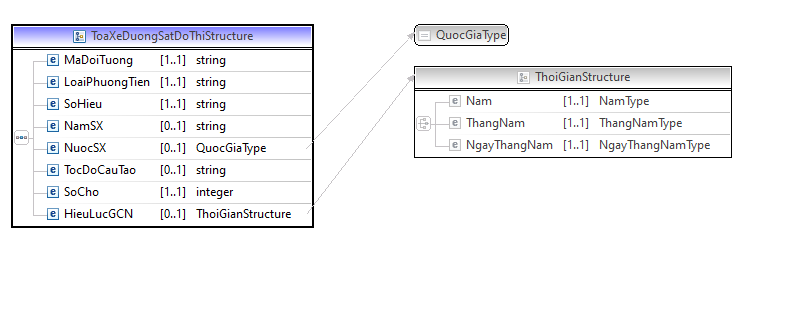 ToaXeDuongSatDoThiStructure
MaDoiTuong [1..1] string
LoaiPhuongTien [1..1] string
SoHieu [1..1] string
NamSX [0..1] string
NuocSX [0..1] QuocGiaType
TocDoCauTao [0..1] string
SoCho [1..1] integer
HieuLucGCN [0..1] ThoiGianStructure
QuocGiaType
ThoiGianStructure
Nam [1..1] NamType
ThangNam [1..1] ThangNamType
NgayThangNam [1..1] NgayThangNamType